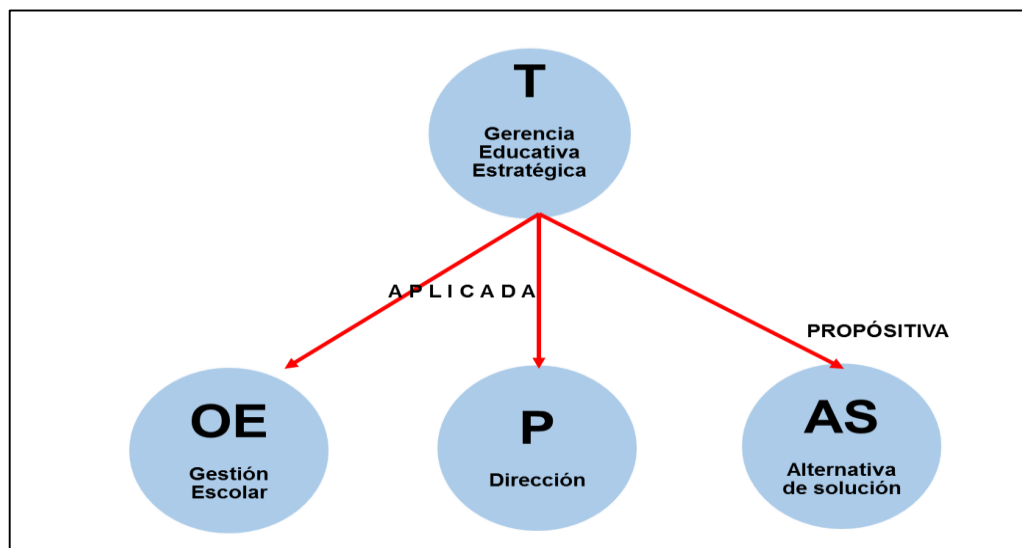 T
Gerencia
Educativa
Estratégica
A P L I C A D A
PROPÓSITIVA
OE
Gestión
Escolar
P
Dirección
AS
Alternativa
de solución